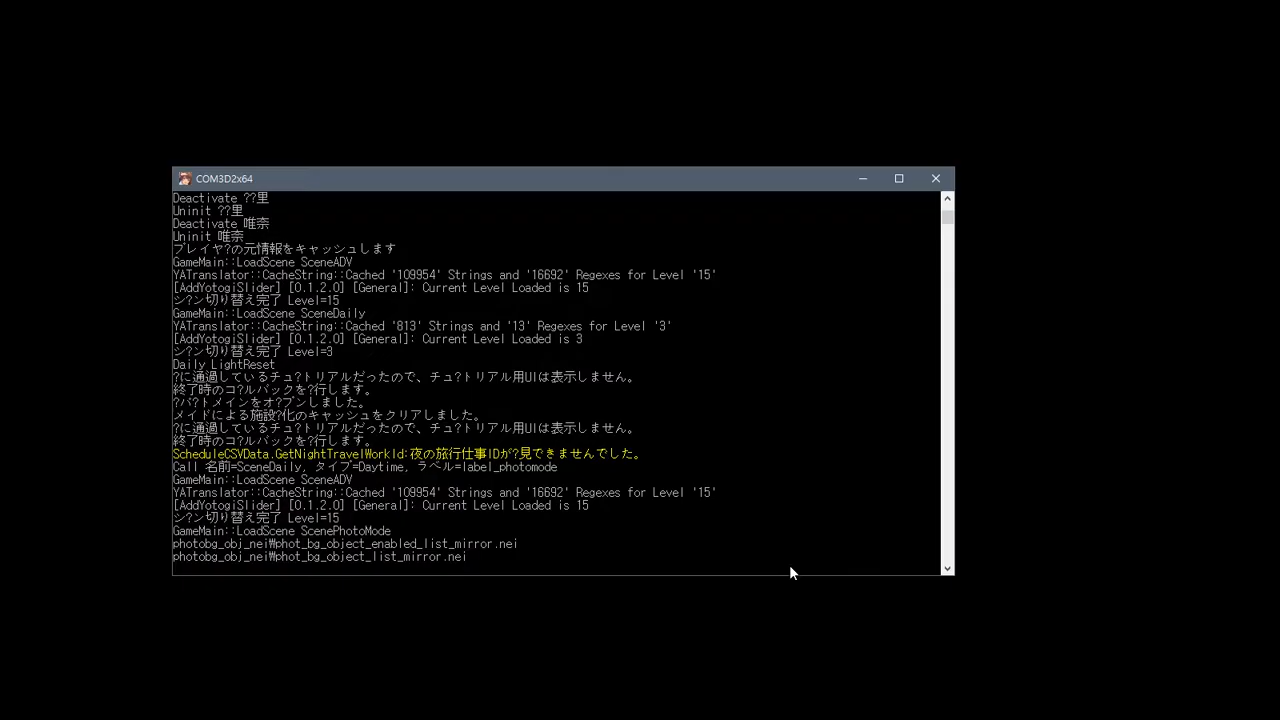 COM3D2x64
Deactivate ??里
Uninit ??里
Deactivate 唯奈
Uninit 唯奈
プレイヤ?の元情報をキャッシュします
GameMain::LoadScene SceneADV
YATranslator::CacheString::Cached '109954' Strings and '16692' Regexes for Level '15'
[AddYotogiSlider] [0.1.2.0] [General]: Current Level Loaded is 15
シ?ン切り替え完了 Level=15
GameMain::LoadScene SceneDaily
YATranslator::CacheString::Cached '813' Strings and '13' Regexes for Level '3'
[AddYotogiSlider] [0.1.2.0] [General]: Current Level Loaded is 3
シ?ン切り替え完了 Level=3
Daily LightReset
?に通過しているチュ?トリアルだったので、チュ?トリアル用UIは表示しません。
終了時のコ?ルバックを?行します。
?パ?トメインをオ?プンしました。
メイドによる施設?化のキャッシュをクリアしました。
?に通過しているチュ?トリアルだったので、チュ?トリアル用UIは表示しません。
終了時のコ?ルバックを?行します。
ScheduleCSVData.GetNightTravelWorkId:夜の旅行仕事IDが?見できませんでした。
Call 名前=SceneDaily, タイプ=Daytime, ラベル=label_photomode
GameMain::LoadScene SceneADV
YATranslator::CacheString::Cached '109954' Strings and '16692' Regexes for Level '15'
[AddYotogiSlider] [0.1.2.0] [General]: Current Level Loaded is 15
シ?ン切り替え完了 Level=15
GameMain::LoadScene ScenePhotoMode
photobg_obj_nei₩phot_bg_object_enabled_list_mirror.nei
photobg_obj_nei₩phot_bg_object_list_mirror.nei